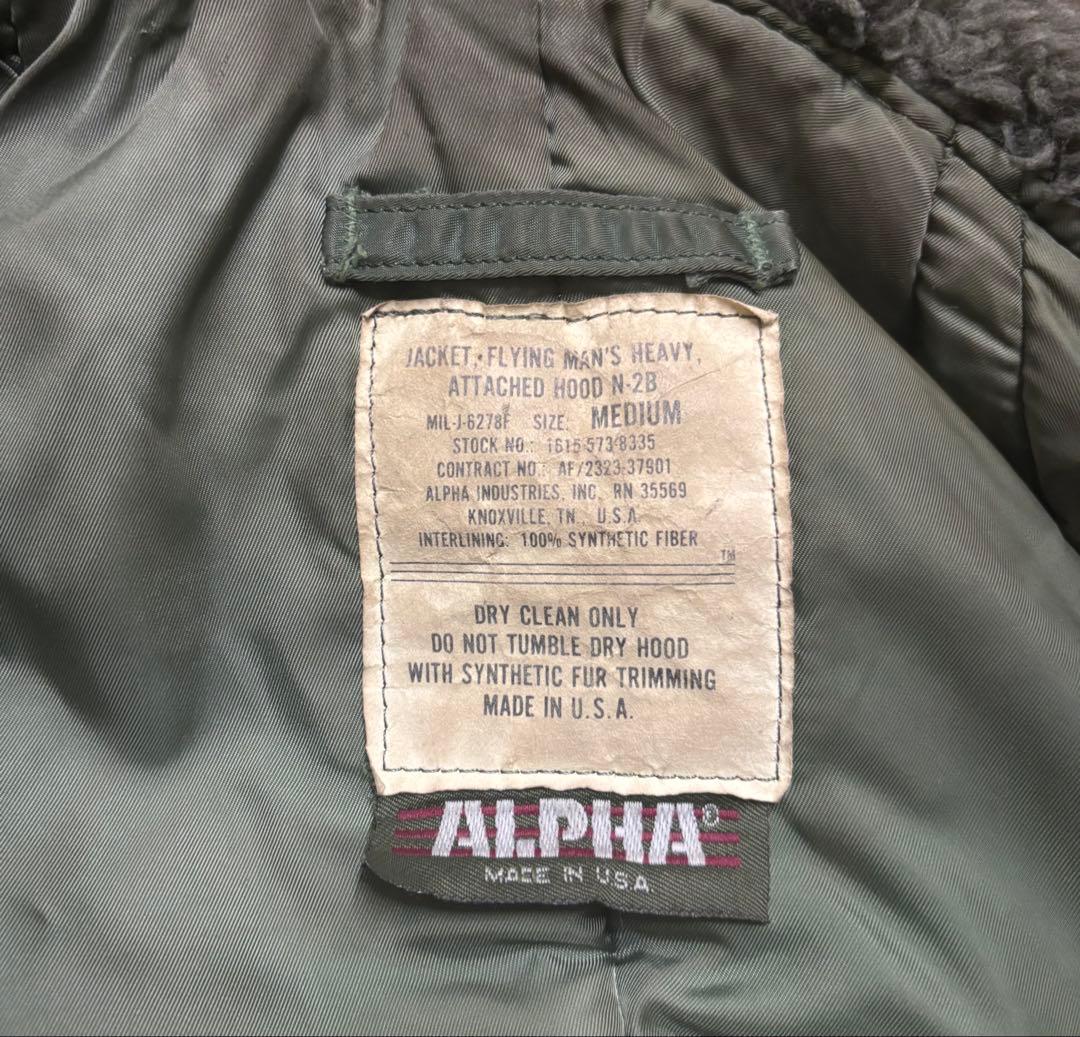 JACKET, FLYING MAN'S HEAVY,
ATTACHED HOOD N-2B
MIL-J-6278F SIZE: MEDIUM
STOCK NO.: 1615-573-8335
CONTRACT NO.: AF/2323-37901
ALPHA INDUSTRIES, INC. RN 35569
KNOXVILLE, TN., U.S.A.
INTERLINING: 100% SYNTHETIC FIBER
TM
DRY CLEAN ONLY
DO NOT TUMBLE DRY HOOD
WITH SYNTHETIC FUR TRIMMING
MADE IN U.S.A.
ALPHA®
MADE IN U.S.A.